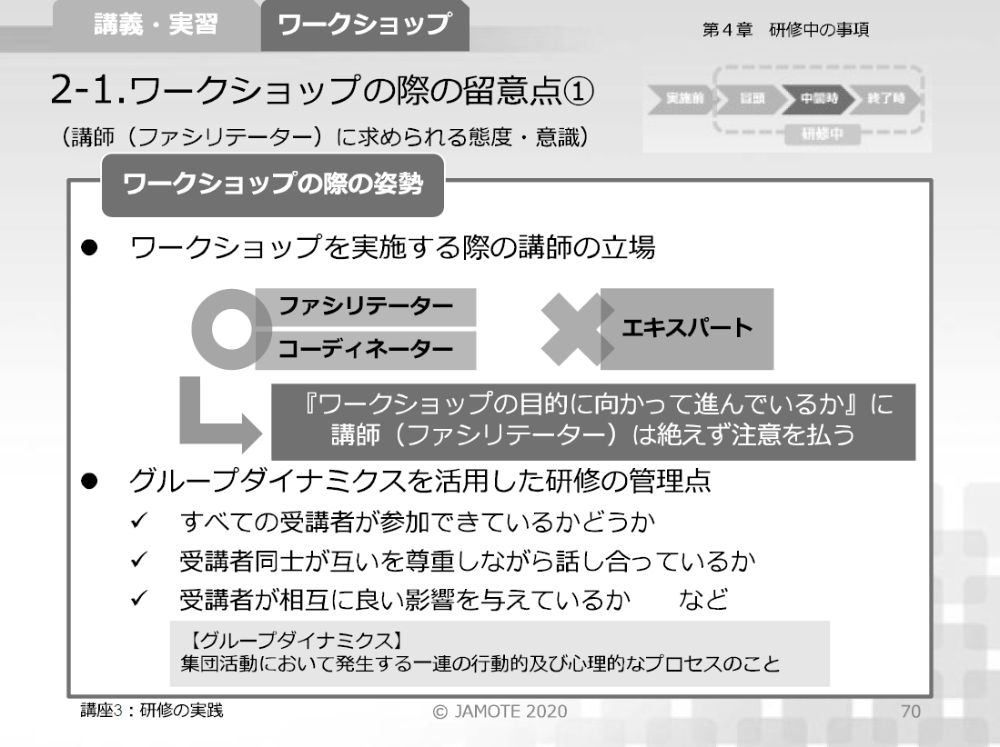 講義・実習
ワークショップ
第４章　研修中の事項
2-1.ワークショップの際の留意点①
（講師（ファシリテーター）に求められる態度・意識）
実施前
冒頭
中間時
終了時
研修中
ワークショップの際の姿勢
● ワークショップを実施する際の講師の立場
ファシリテーター
コーディネーター
エキスパート
『ワークショップの目的に向かって進んでいるか』に
講師（ファシリテーター）は絶えず注意を払う
● グループダイナミクスを活用した研修の管理点
✓ すべての受講者が参加できているかどうか
✓ 受講者同士が互いを尊重しながら話し合っているか
✓ 受講者が相互に良い影響を与えているか　　など
【グループダイナミクス】
集団活動において発生する一連の行動的及び心理的なプロセスのこと
講座3：研修の実践
© JAMOTE 2020
70